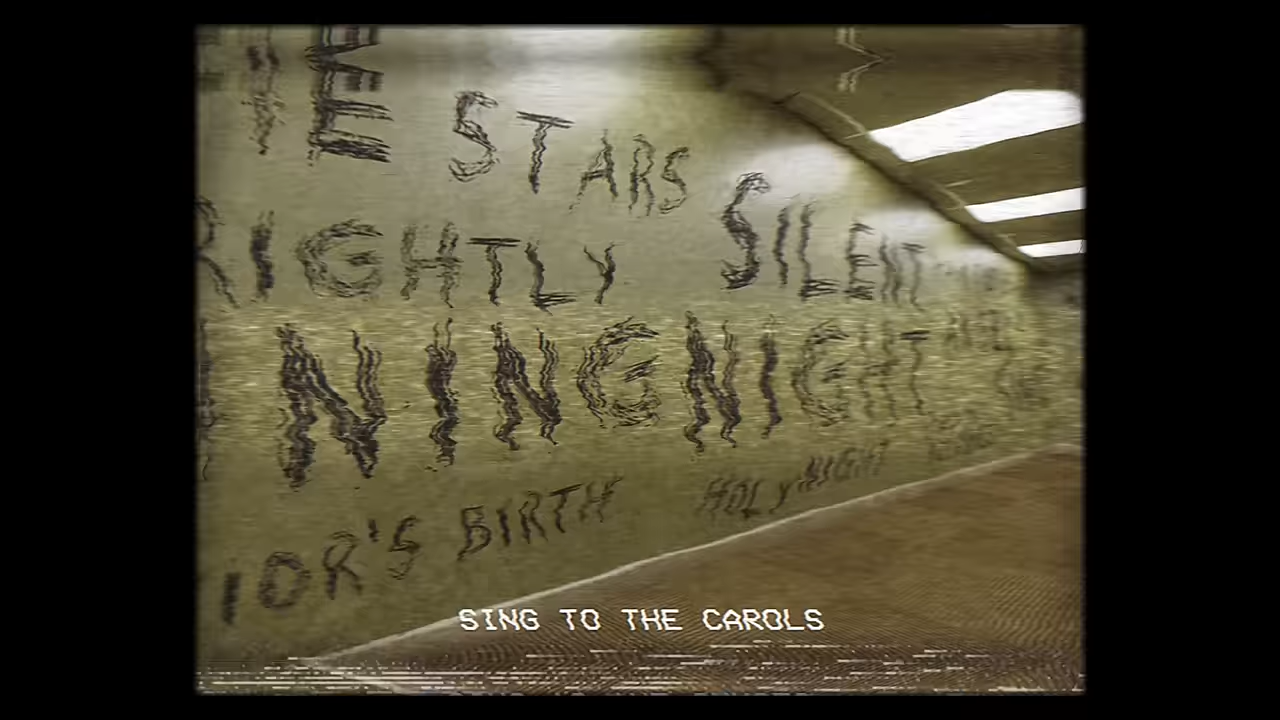 E STARS
RIGHTLY SILENT
NINGNIGHT
IOR'S BIRTH HOLY NIGHT
SING TO THE CAROLS